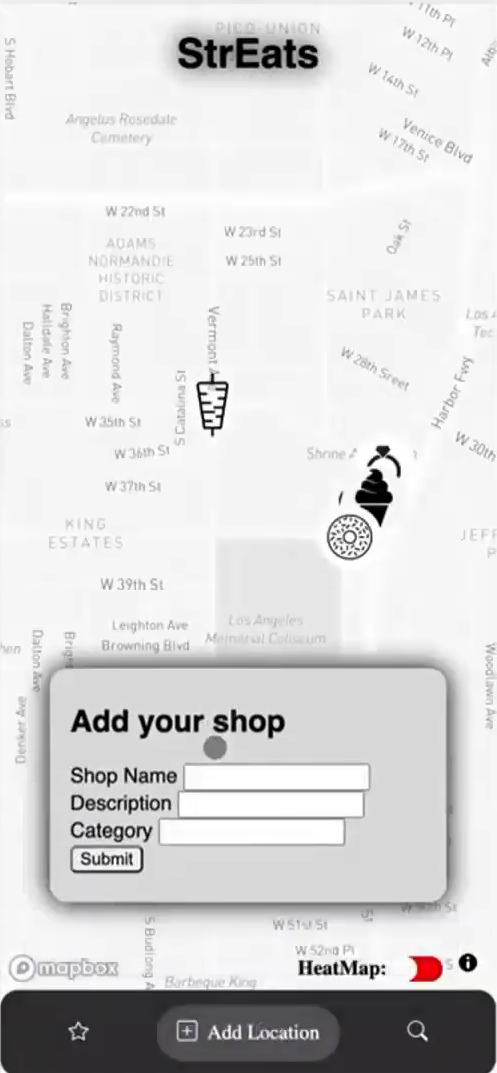 PICO-UNION
11th Pl
W 12th Pl
StrEats
S Hobart Blvd
W 14th St
Angelus Rosedale
Cemetery
Venice Blvd
W 17th St
W 22nd St
W 23rd St
Oak St
ADAMS
NORMANDIE
HISTORIC
DISTRICT
W 25th St
SAINT JAMES
PARK
Vermont
Brighton Ave
Halldale Ave
Dalton Ave
Raymond Ave
Los
Tec
W 28th Street
Harbor Fwy
S Catalina St
W 35th St
W 36th St
Shrine
W 30th
W 37th St
KING
ESTATES
JEFF
P
W 39th St
Leighton Ave
Browning Blvd
Los Angeles
Memorial Coliseum
Dalton Ave
Brigh
Denker Ave
Woodlawn Ave
Add your shop
Shop Name
Description
Category
Submit
S Budlong A
W 51st St
St
W 52nd Pl
mapbox
HeatMap:
S
Barbeque King
Add Location